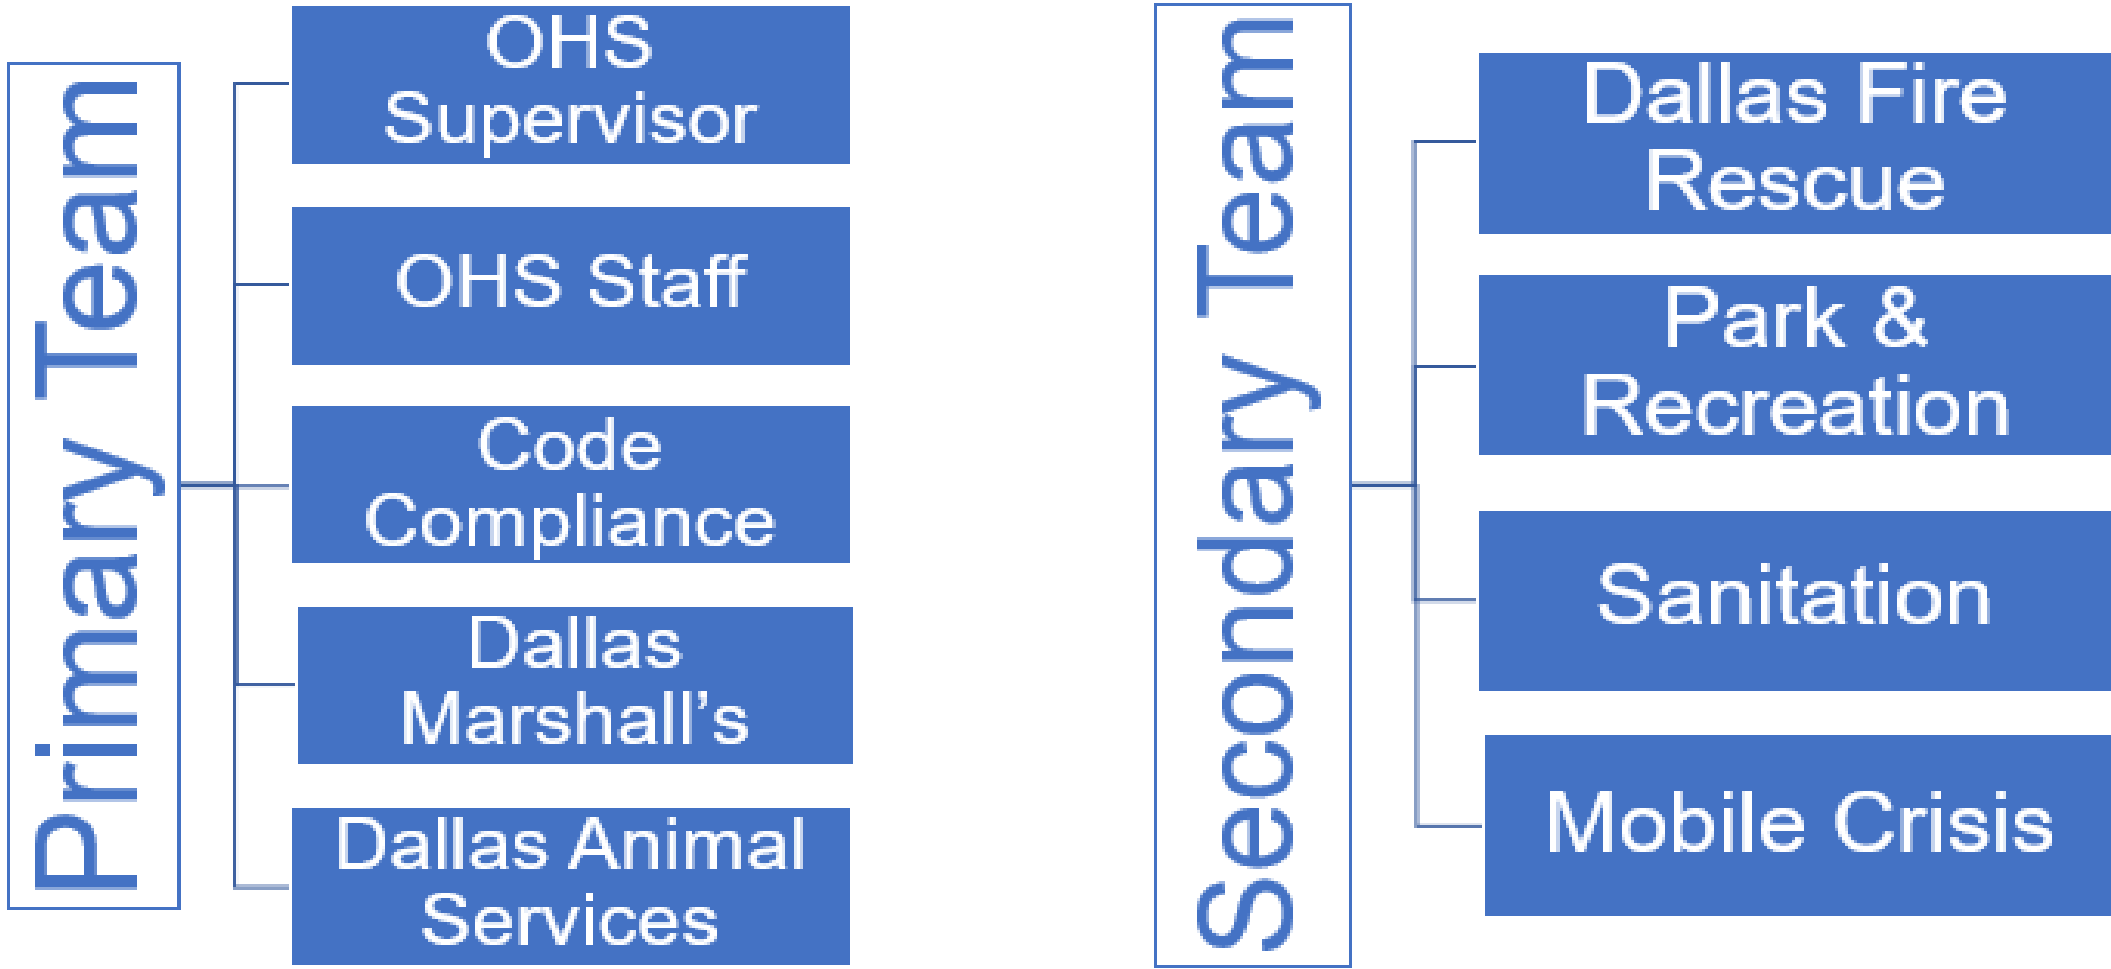 Primary Team
OHS
Supervisor
OHS Staff
Code
Compliance
Dallas
Marshall's
Dallas Animal
Services
Secondary Team
Dallas Fire
Rescue
Park &
Recreation
Sanitation
Mobile Crisis